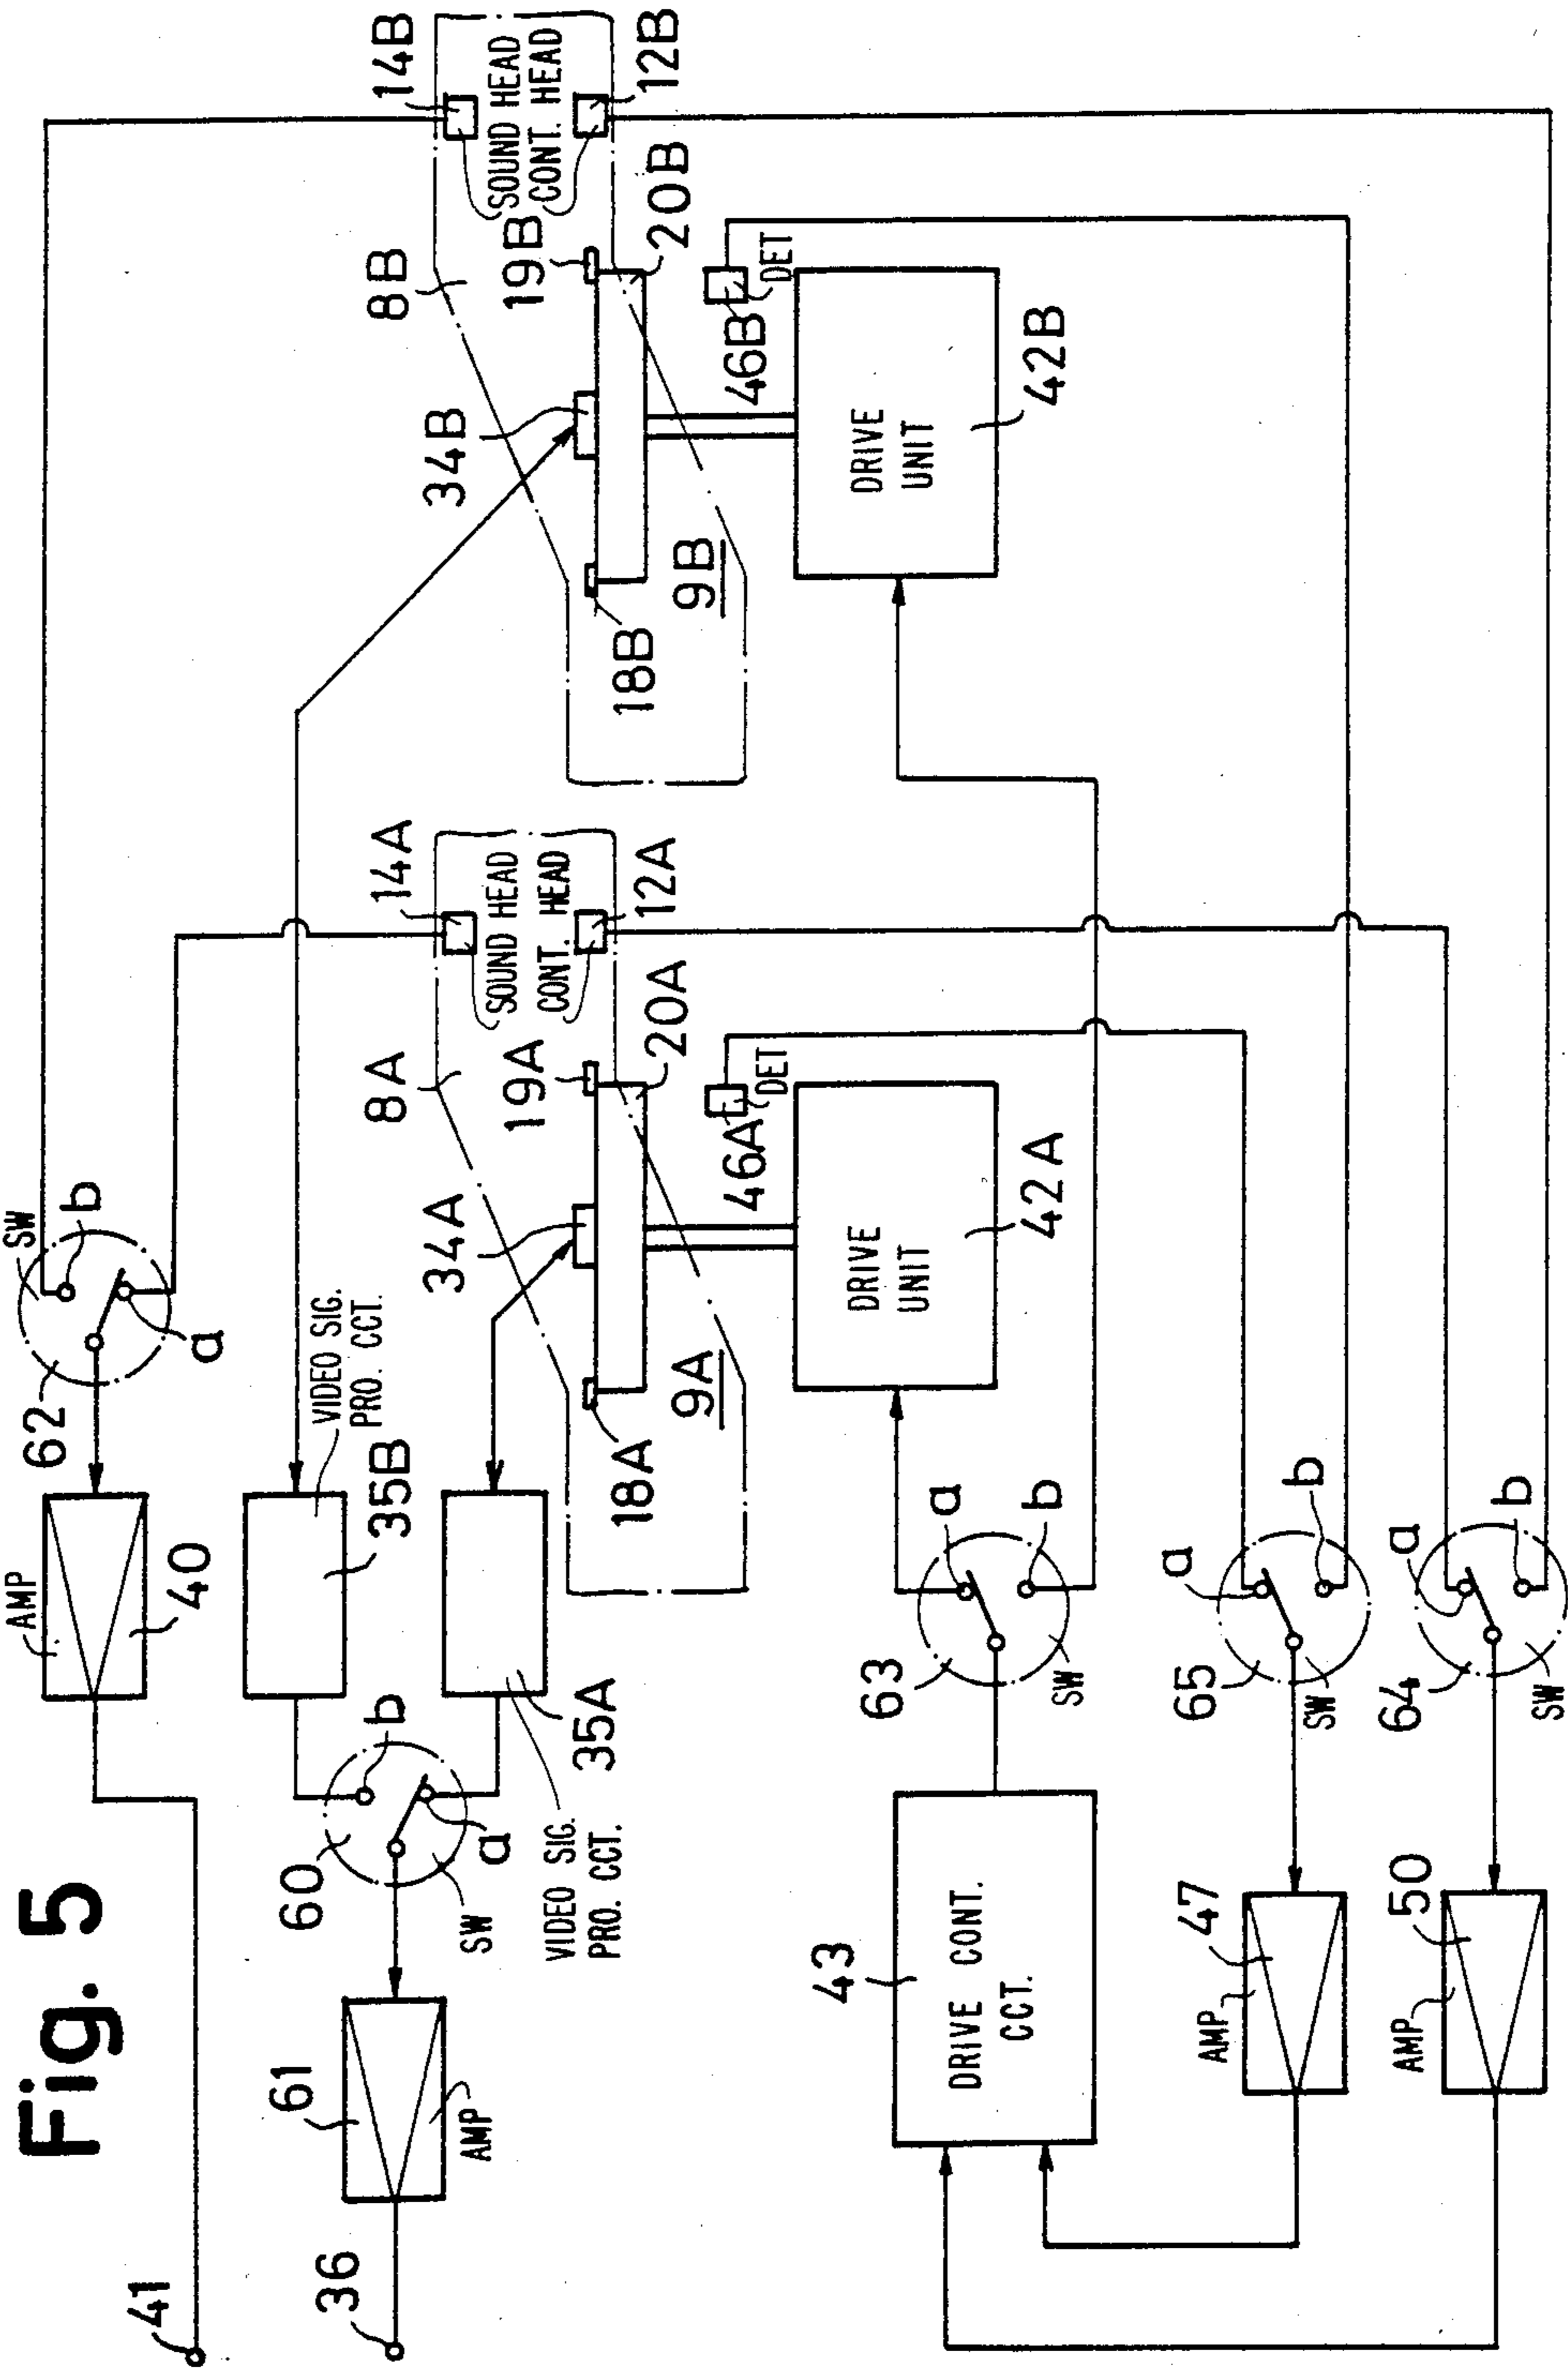 Fig. 5
41
AMP
40
62
SW
b
a
14B
SOUND HEAD
CONT. HEAD
12B
8B
19B
20B
34B
18B
9B
46B
DET
DRIVE
UNIT
42B
VIDEO SIG.
PRO. CCT.
35B
14A
SOUND HEAD
CONT. HEAD
12A
8A
19A
20A
34A
18A
9A
46A
DET
DRIVE
UNIT
42A
36
61
AMP
60
SW
b
a
35A
VIDEO SIG.
PRO. CCT.
43
DRIVE CONT.
CCT.
63
a
b
SW
47
AMP
65
a
b
SW
50
AMP
64
a
b
SW